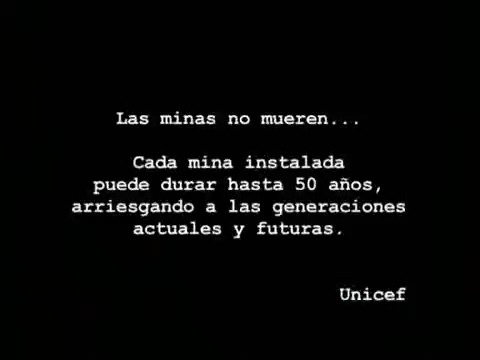 Las minas no mueren...
Cada mina instalada
puede durar hasta 50 años,
arriesgando a las generaciones
actuales y futuras.
Unicef